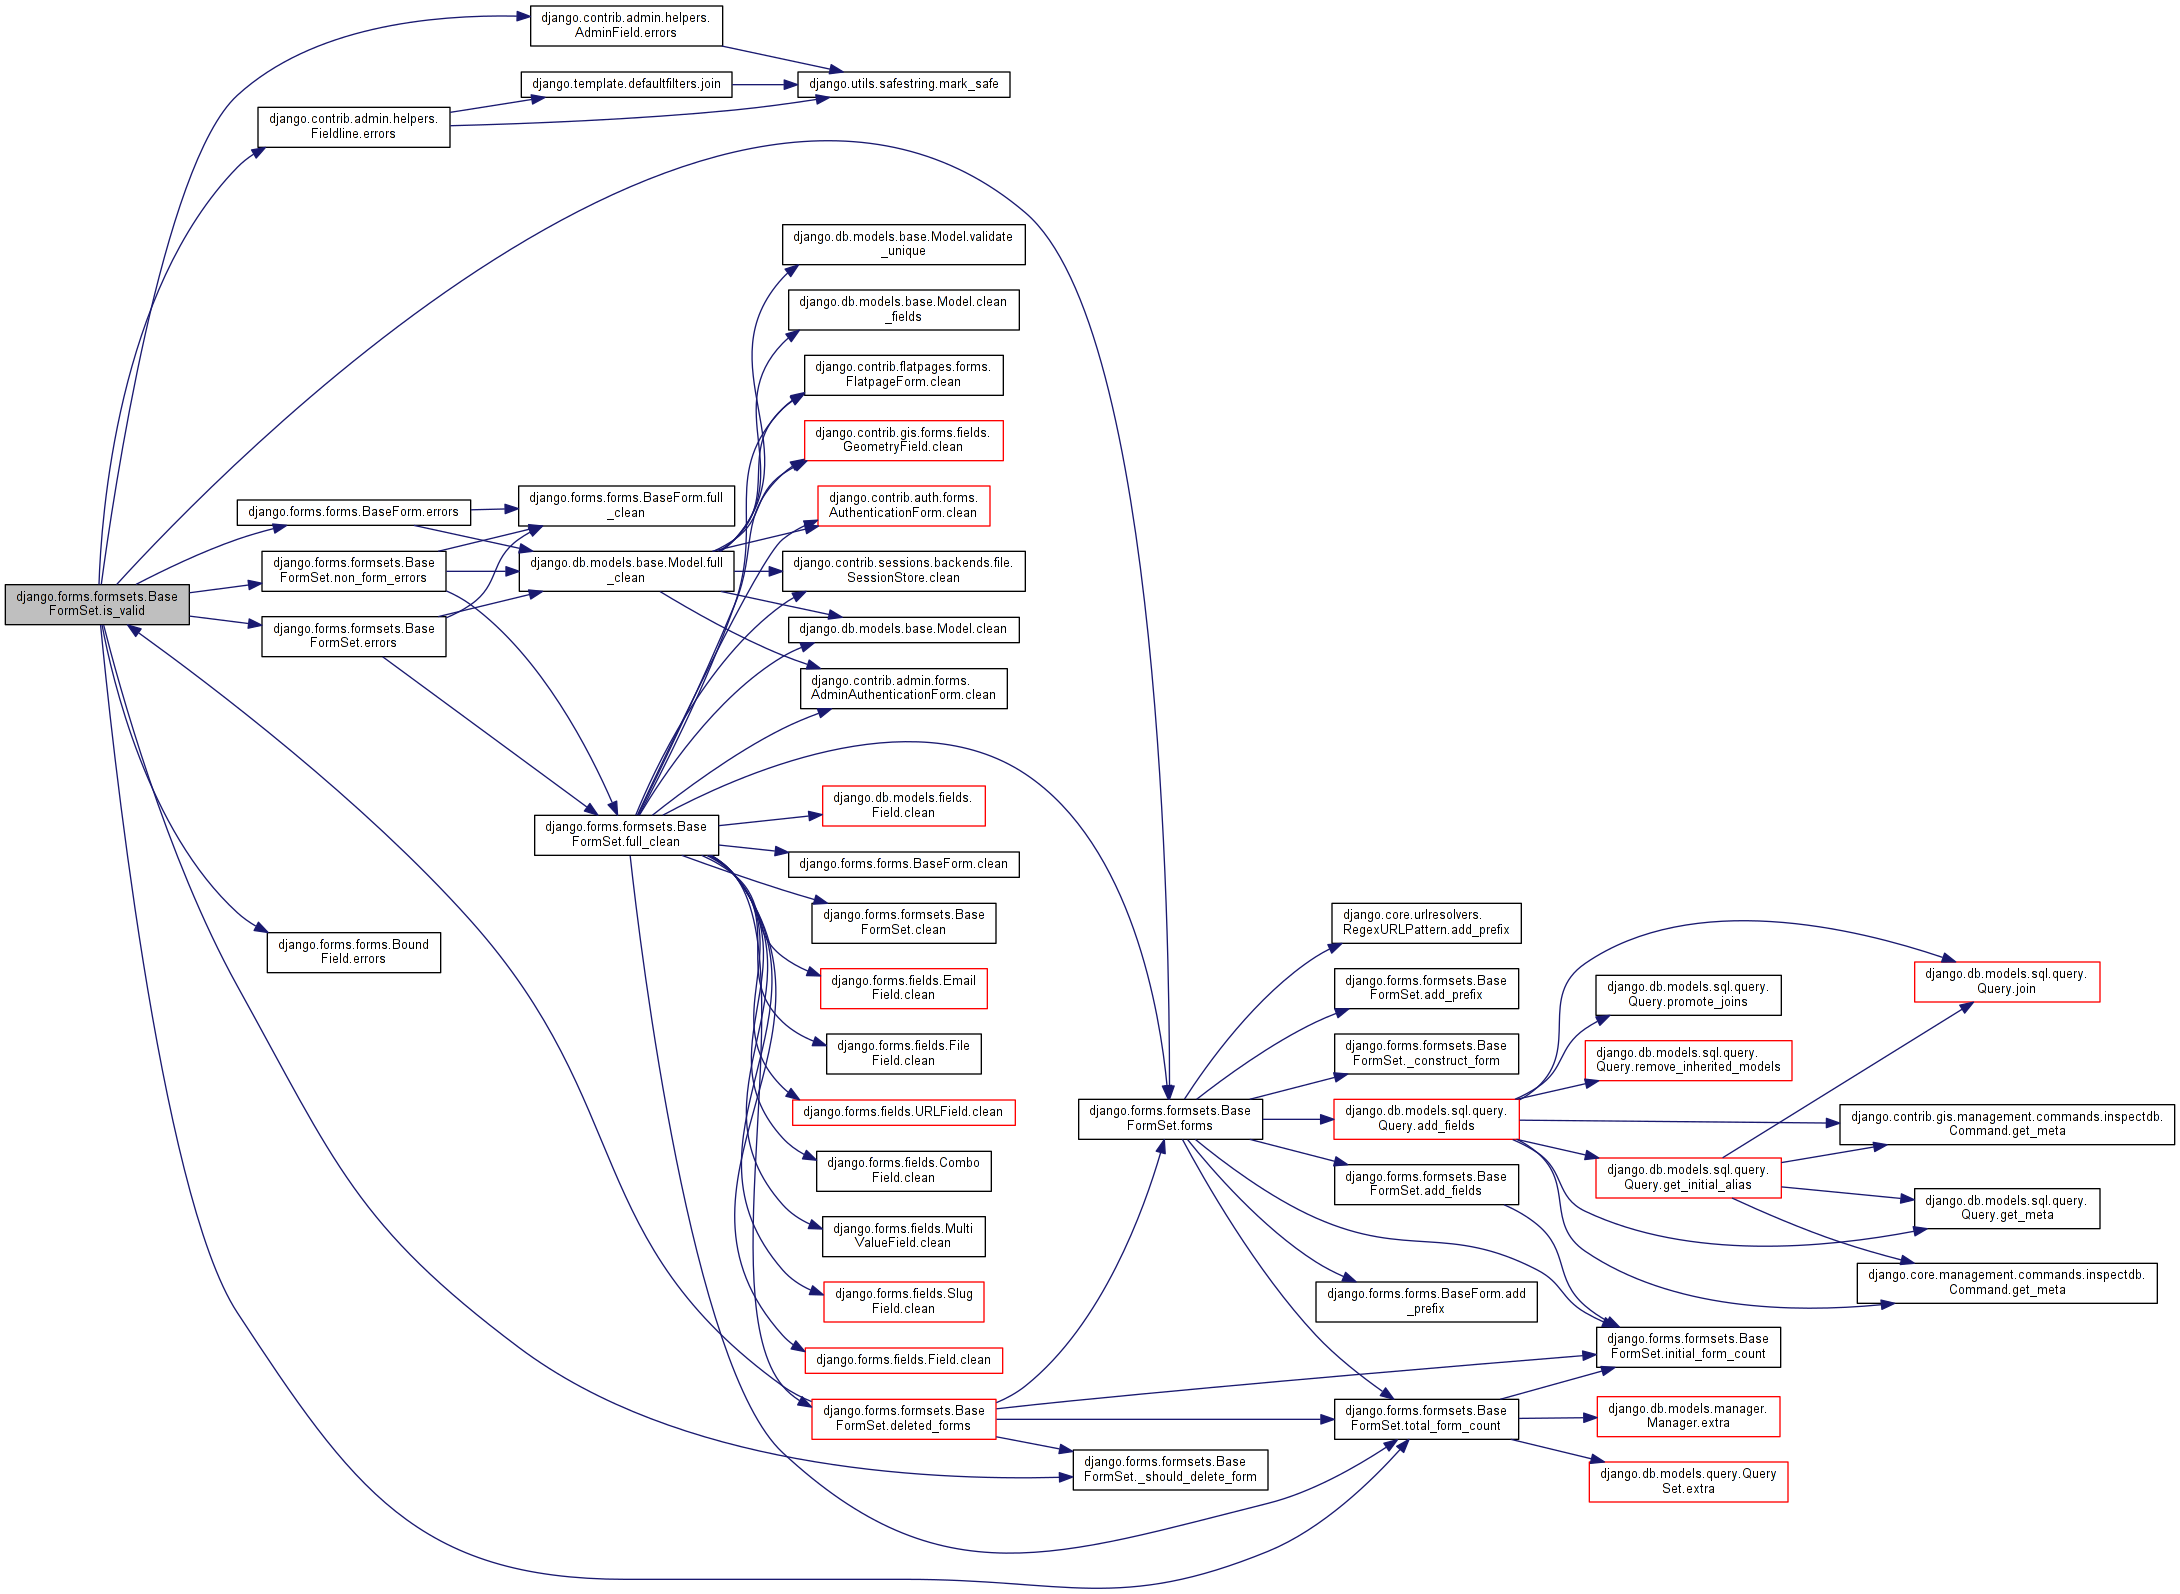 django.contrib.admin.helpers.
AdminField.errors
django.template.defaultfilters.join
django.utils.safestring.mark_safe
django.contrib.admin.helpers.
Fieldline.errors
django.db.models.base.Model.validate
_unique
django.db.models.base.Model.clean
_fields
django.contrib.flatpages.forms.
FlatpageForm.clean
django.contrib.gis.forms.fields.
GeometryField.clean
django.forms.forms.BaseForm.errors
django.forms.forms.BaseForm.full
_clean
django.contrib.auth.forms.
AuthenticationForm.clean
django.forms.formsets.Base
FormSet.non_form_errors
django.db.models.base.Model.full
_clean
django.contrib.sessions.backends.file.
SessionStore.clean
django.forms.formsets.Base
FormSet.is_valid
django.forms.formsets.Base
FormSet.errors
django.db.models.base.Model.clean
django.contrib.admin.forms.
AdminAuthenticationForm.clean
django.db.models.fields.
Field.clean
django.forms.formsets.Base
FormSet.full_clean
django.forms.forms.BaseForm.clean
django.forms.formsets.Base
FormSet.clean
django.forms.forms.Bound
Field.errors
django.forms.fields.Email
Field.clean
django.forms.fields.File
Field.clean
django.forms.fields.URLField.clean
django.forms.fields.Combo
Field.clean
django.forms.fields.Multi
ValueField.clean
django.forms.fields.Slug
Field.clean
django.forms.fields.Field.clean
django.forms.formsets.Base
FormSet.deleted_forms
django.forms.formsets.Base
FormSet.forms
django.forms.formsets.Base
FormSet._should_delete_form
django.core.urlresolvers.
RegexURLPattern.add_prefix
django.forms.formsets.Base
FormSet.add_prefix
django.forms.formsets.Base
FormSet._construct_form
django.db.models.sql.query.
Query.add_fields
django.forms.formsets.Base
FormSet.add_fields
django.forms.forms.BaseForm.add
_prefix
django.forms.formsets.Base
FormSet.total_form_count
django.db.models.sql.query.
Query.promote_joins
django.db.models.sql.query.
Query.remove_inherited_models
django.db.models.sql.query.
Query.get_initial_alias
django.forms.formsets.Base
FormSet.initial_form_count
django.db.models.manager.
Manager.extra
django.db.models.query.Query
Set.extra
django.db.models.sql.query.
Query.join
django.contrib.gis.management.commands.inspectdb.
Command.get_meta
django.db.models.sql.query.
Query.get_meta
django.core.management.commands.inspectdb.
Command.get_meta